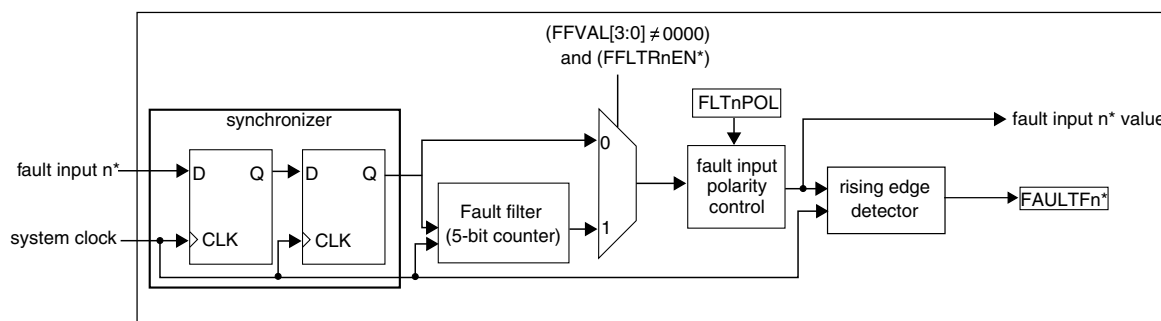 (FFVAL[3:0] ≠ 0000)
and (FFLTRnEN*)
FLTnPOL
synchronizer
fault input n* value
fault input n*
D Q
D Q
0
fault input
polarity
control
rising edge
detector
FAULTFn*
Fault filter
(5-bit counter)
1
system clock
CLK
CLK